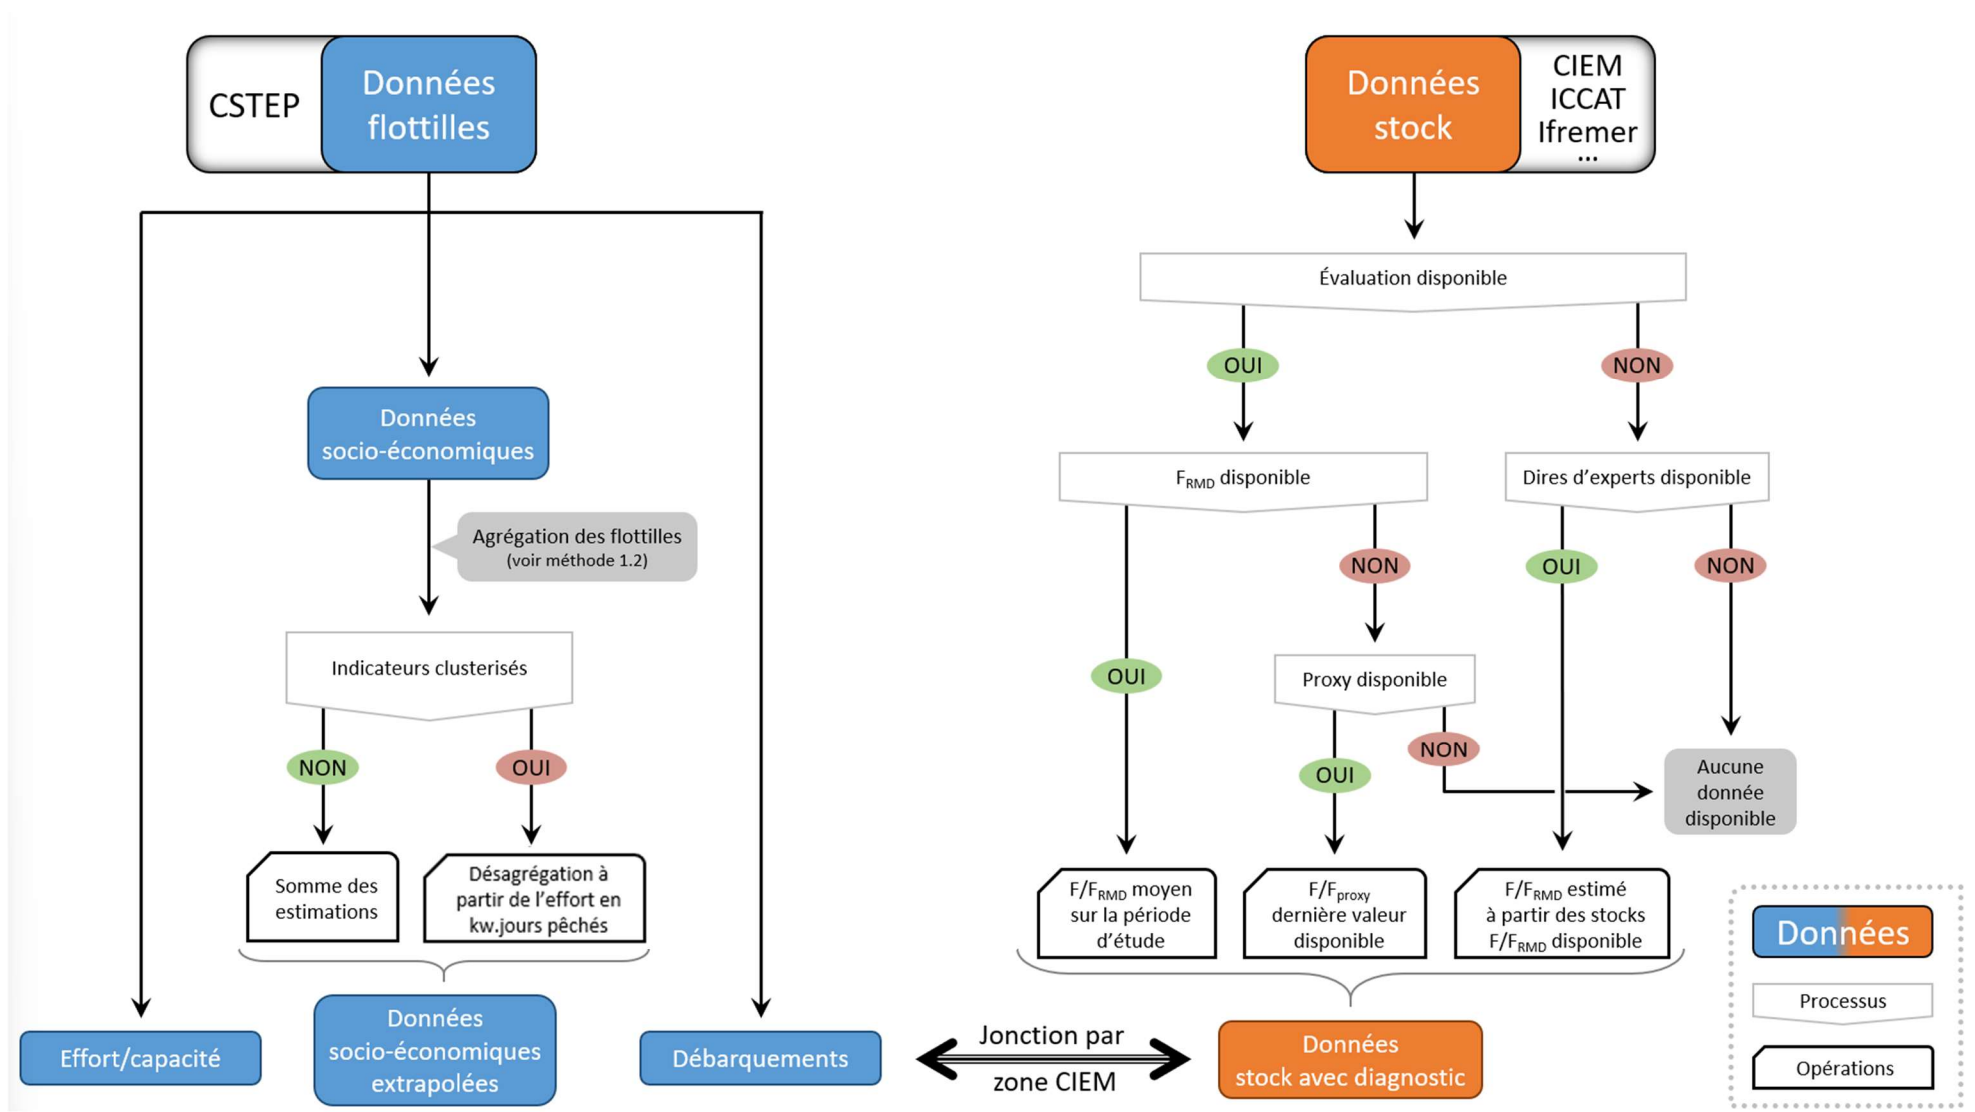 CSTEP
Données
flottilles
Données
stock
CIEM
ICCAT
Ifremer
...
Évaluation disponible
OUI
NON
Données
socio-économiques
FRMD disponible
Dires d'experts disponible
Agrégation des flottilles
(voir méthode 1.2)
NON
OUI
NON
Indicateurs clusterisés
OUI
Proxy disponible
NON
OUI
OUI
NON
Aucune
donnée
disponible
Somme des
estimations
Désagrégation à
partir de l'effort en
kw.jours pêchés
F/FRMD moyen
sur la période
d'étude
F/Fproxy
dernière valeur
disponible
F/FRMD estimé
à partir des stocks
F/FRMD disponible
Données
Processus
Opérations
Effort/capacité
Données
socio-économiques
extrapolées
Débarquements
Jonction par
zone CIEM
Données
stock avec diagnostic